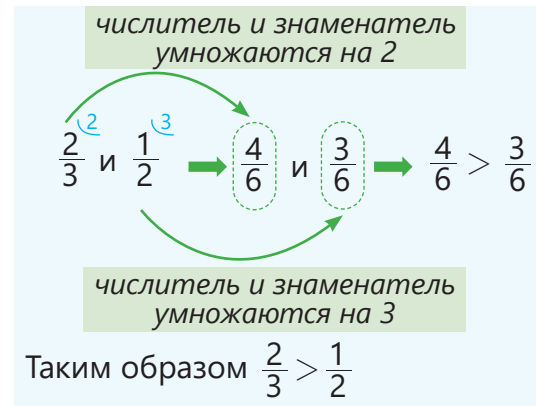 числитель и знаменатель
умножаются на 2
2/3 ⁽2 и 1/2 ⁽3 ➡ 4/6 и 3/6 ➡ 4/6 > 3/6
числитель и знаменатель
умножаются на 3
Таким образом 2/3 > 1/2